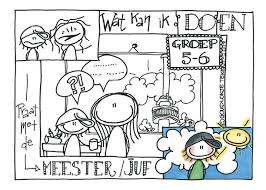 Wat kan ik DOEN
GROEP
5-6
?!
Praat
met
de
MEESTER/JUF